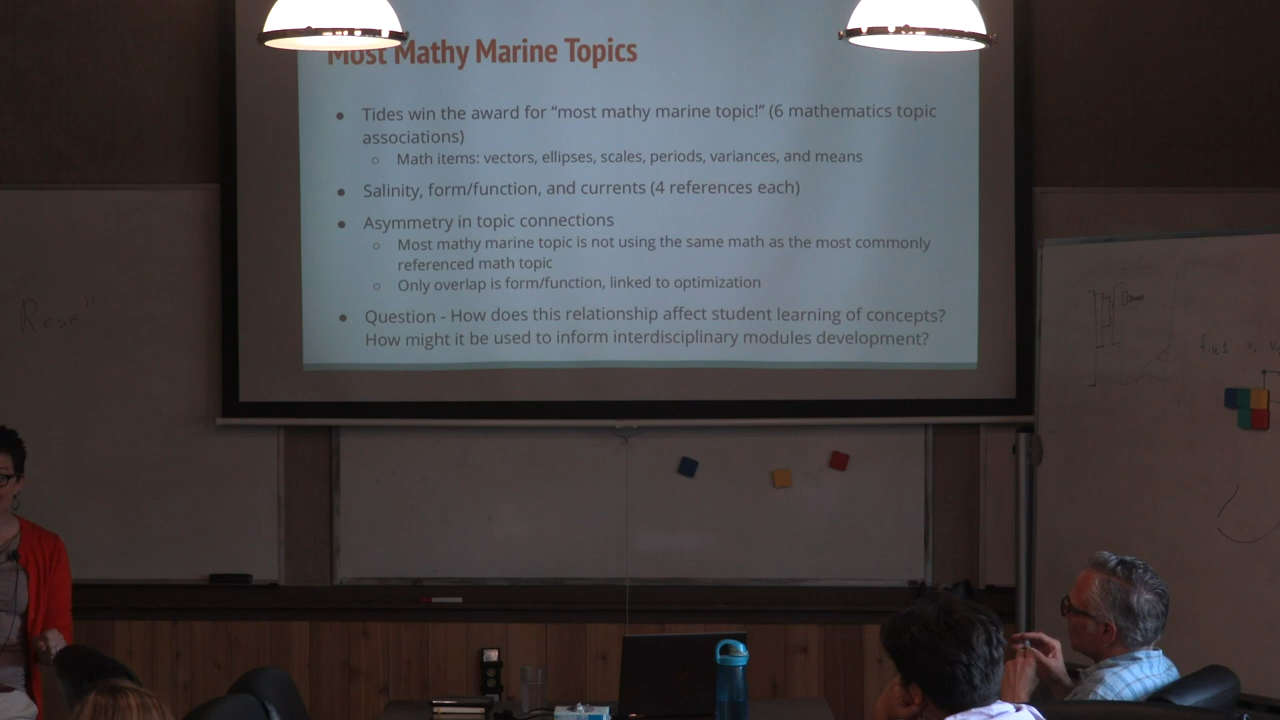 Most Mathy Marine Topics
● Tides win the award for “most mathy marine topic!” (6 mathematics topic
associations)
○ Math items: vectors, ellipses, scales, periods, variances, and means
● Salinity, form/function, and currents (4 references each)
● Asymmetry in topic connections
○ Most mathy marine topic is not using the same math as the most commonly
referenced math topic
○ Only overlap is form/function, linked to optimization
● Question - How does this relationship affect student learning of concepts?
How might it be used to inform interdisciplinary modules development?
"Rest"